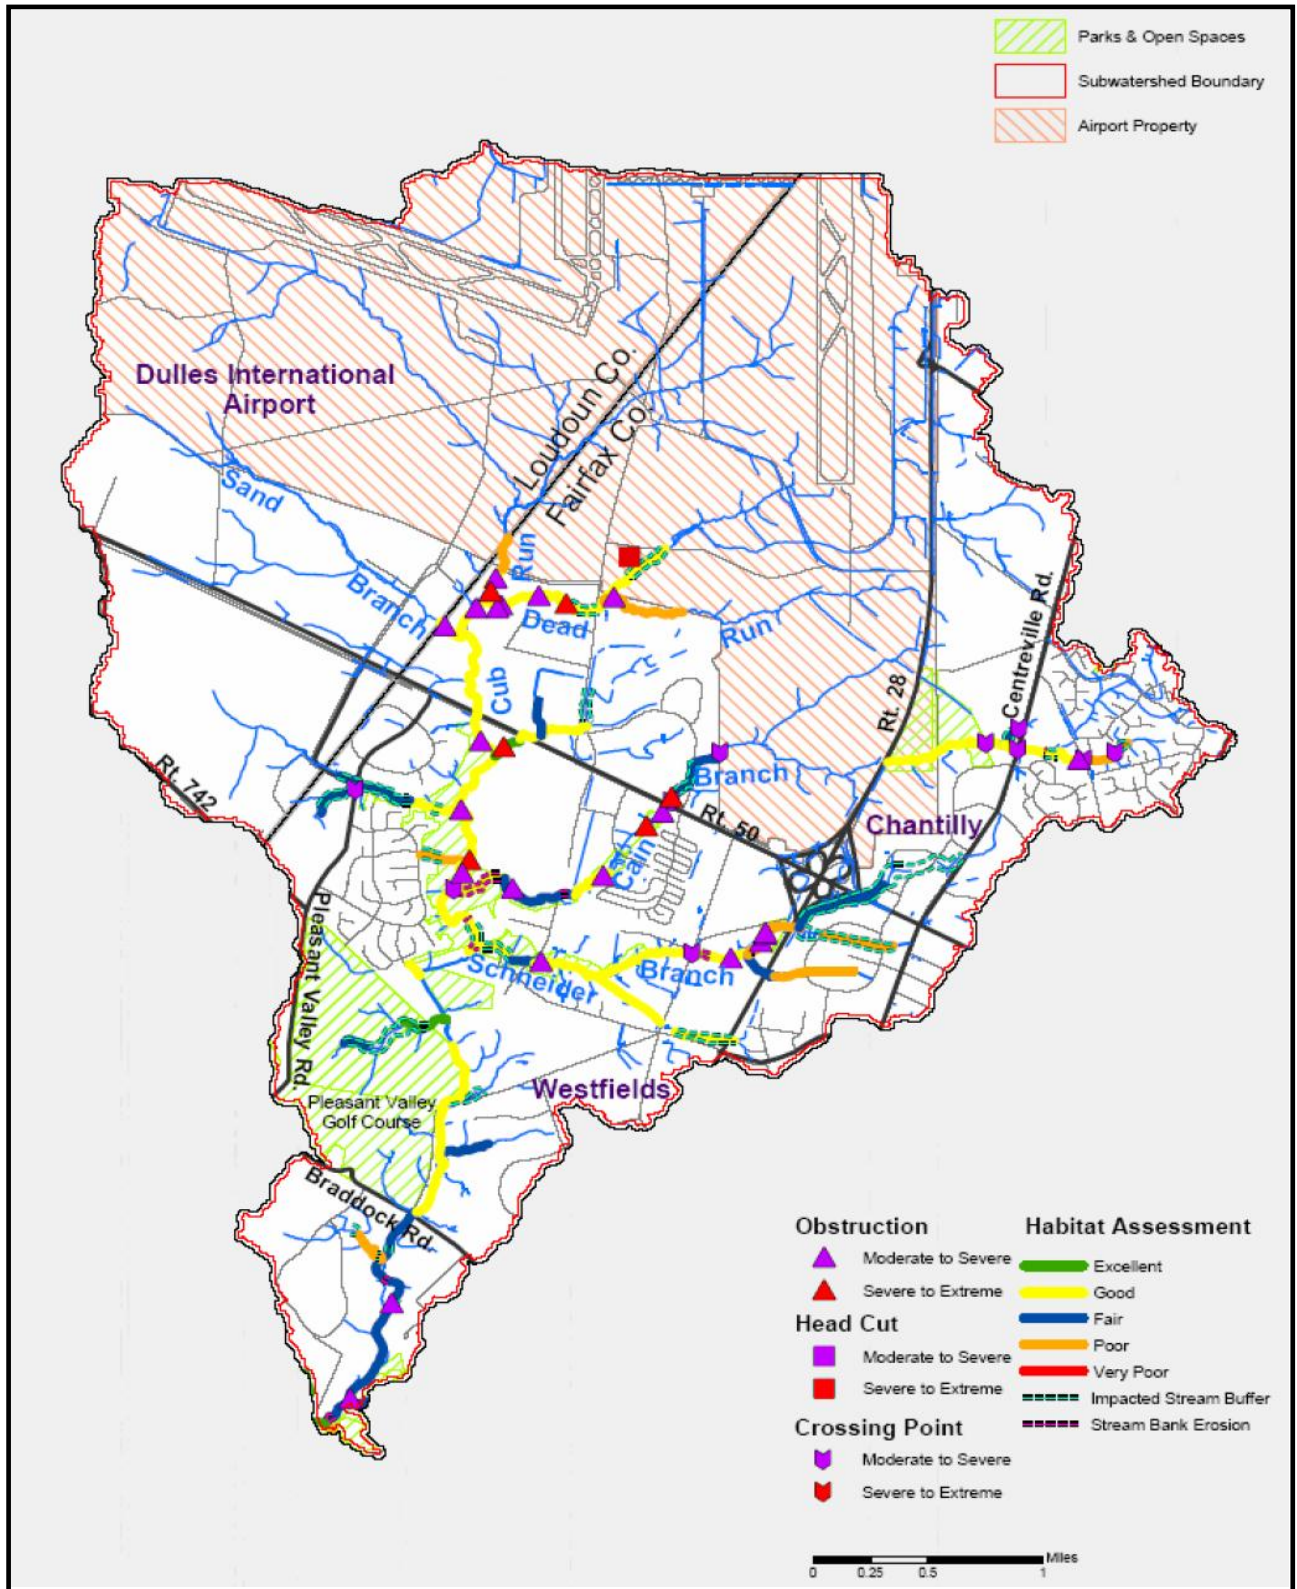 Parks & Open Spaces
Subwatershed Boundary
Airport Property
Dulles International
Airport
Loudoun Co.
Fairfax Co.
Sand
Branch
Run
Dead
Run
Cub
Rt. 28
Centreville Rd.
Rt. 742
Branch
Rt. 50
Chantilly
Cain
Pleasant Valley Rd.
Schneider
Branch
Westfields
Pleasant Valley
Golf Course
Braddock Rd.
Obstruction
Moderate to Severe
Severe to Extreme
Head Cut
Moderate to Severe
Severe to Extreme
Crossing Point
Moderate to Severe
Severe to Extreme
Habitat Assessment
Excellent
Good
Fair
Poor
Very Poor
Impacted Stream Buffer
Stream Bank Erosion
Miles
0 0.25 0.5 1